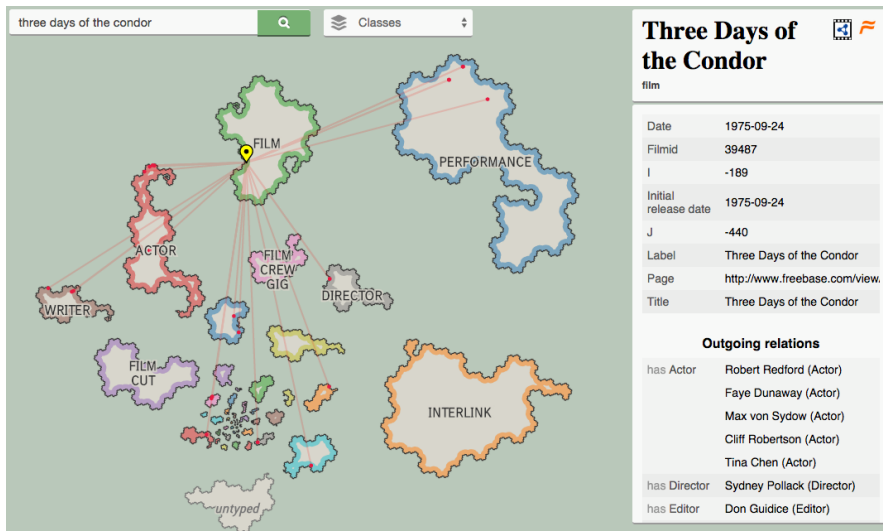 three days of the condor
Classes
FILM
PERFORMANCE
ACTOR
FILM
CREW
GIG
DIRECTOR
WRITER
FILM
CUT
INTERLINK
untyped
Three Days of
the Condor
film
Date 1975-09-24
Filmid 39487
I -189
Initial
release date 1975-09-24
J -440
Label Three Days of the Condor
Page http://www.freebase.com/view/
Title Three Days of the Condor
Outgoing relations
has Actor Robert Redford (Actor)
Faye Dunaway (Actor)
Max von Sydow (Actor)
Cliff Robertson (Actor)
Tina Chen (Actor)
has Director Sydney Pollack (Director)
has Editor Don Guidice (Editor)